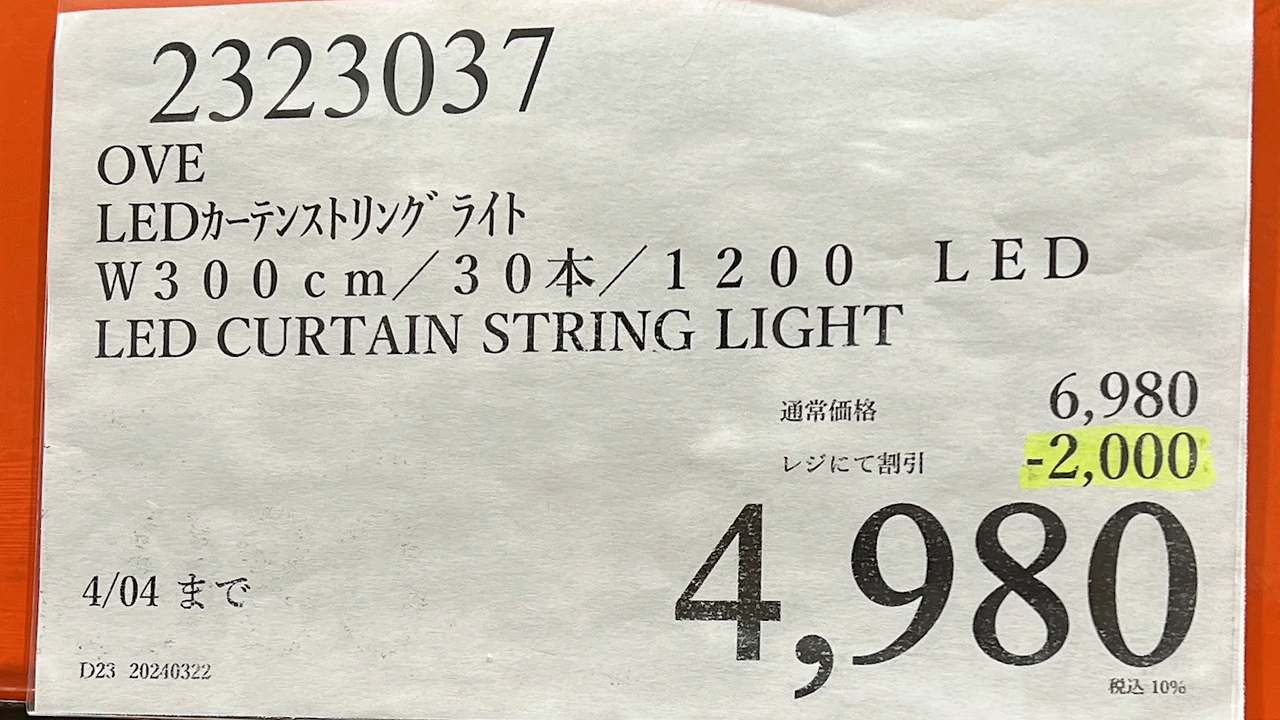 2323037
OVE
LEDｶｰﾃﾝｽﾄﾘﾝｸﾞ ﾗｲﾄ
Ｗ３００ｃｍ／３０本／１２００　ＬＥＤ
LED CURTAIN STRING LIGHT
通常価格 6,980
レジにて割引 -2,000
4,980
4/04 まで
D23 20240322
税込 10%